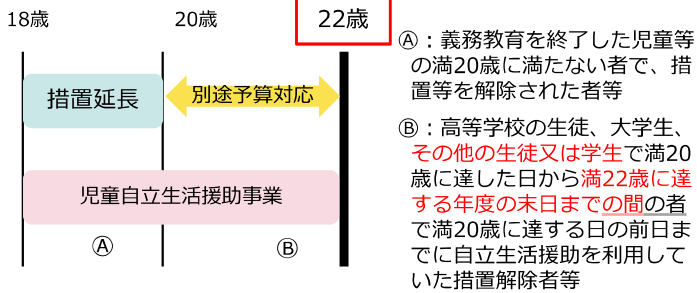 18歳
20歳
22歳
措置延長
別途予算対応
児童自立生活援助事業
Ⓐ
Ⓑ
Ⓐ：義務教育を終了した児童等
の満20歳に満たない者で、措
置等を解除された者等
Ⓑ：高等学校の生徒、大学生、
その他の生徒又は学生で満20
歳に達した日から満22歳に達
する年度の末日までの間の者
で満20歳に達する日の前日ま
でに自立生活援助を利用して
いた措置解除者等